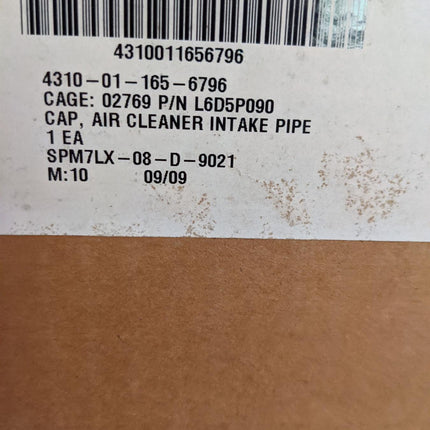 4310011656796
4310-01-165-6796
CAGE: 02769 P/N L6D5P090
CAP, AIR CLEANER INTAKE PIPE
1 EA
SPM7LX-08-D-9021
M:10 09/09